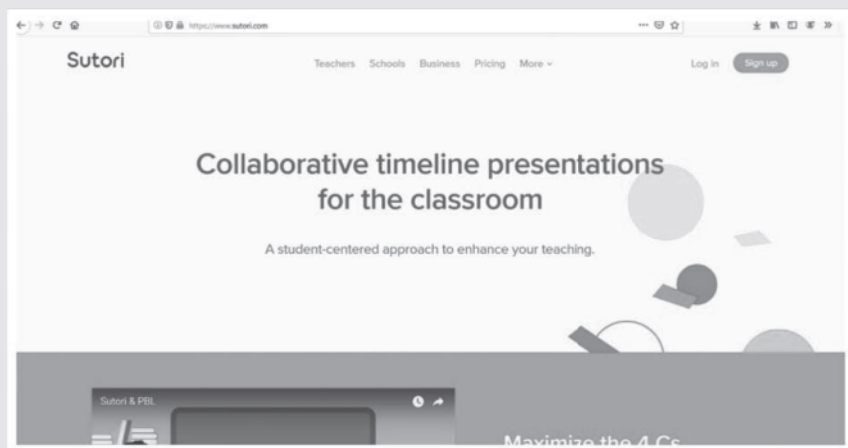 https://www.sutori.com
Sutori
Teachers Schools Business Pricing More
Log in
Sign up
Collaborative timeline presentations
for the classroom
A student-centered approach to enhance your teaching.
Sutori & PBL
Maximize the 4 Cs